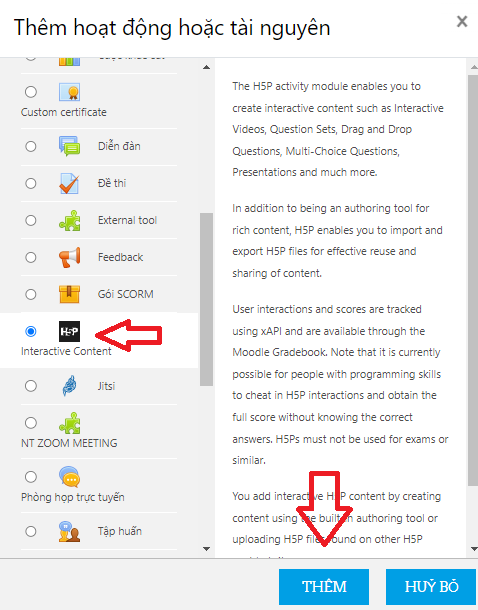 Thêm hoạt động hoặc tài nguyên
×
Custom certificate
Diễn đàn
Đề thi
External tool
Feedback
Gói SCORM
H5P
Interactive Content
Jitsi
NT ZOOM MEETING
Phòng họp trực tuyến
Tập huấn
The H5P activity module enables you to
create interactive content such as Interactive
Videos, Question Sets, Drag and Drop
Questions, Multi-Choice Questions,
Presentations and much more.
In addition to being an authoring tool for
rich content, H5P enables you to import and
export H5P files for effective reuse and
sharing of content.
User interactions and scores are tracked
using xAPI and are available through the
Moodle Gradebook. Note that it is currently
possible for people with programming skills
to cheat in H5P interactions and obtain the
full score without knowing the correct
answers. H5Ps must not be used for exams or
similar.
You add interactive H5P content by creating
content using the built-in authoring tool or
uploading H5P files found on other H5P
THÊM
HUỶ BỎ